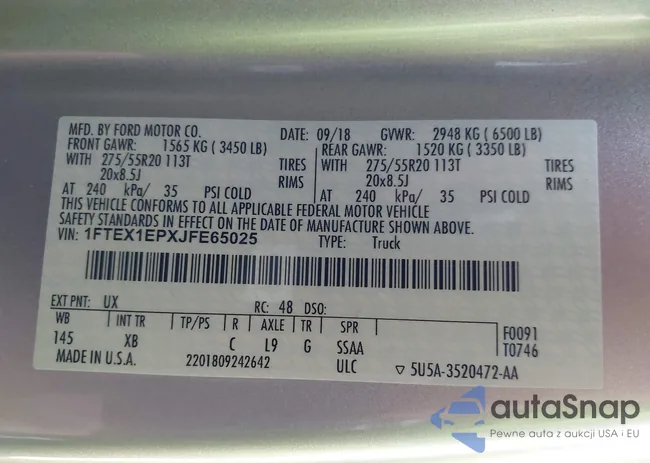 MFD. BY FORD MOTOR CO. DATE: 09/18 GVWR: 2948 KG ( 6500 LB)
FRONT GAWR: 1565 KG ( 3450 LB) REAR GAWR: 1520 KG ( 3350 LB)
WITH 275/55R20 113T TIRES WITH 275/55R20 113T TIRES
20x8.5J RIMS 20x8.5J RIMS
AT 240 kPa/ 35 PSI COLD AT 240 kPa/ 35 PSI COLD
THIS VEHICLE CONFORMS TO ALL APPLICABLE FEDERAL MOTOR VEHICLE
SAFETY STANDARDS IN EFFECT ON THE DATE OF MANUFACTURE SHOWN ABOVE.
VIN: 1FTEX1EPXJFE65025 TYPE: Truck
EXT PNT: UX RC: 48 DSO:
WB INT TR TP/PS R AXLE TR SPR F0091
145 XB C L9 G SSAA T0746
MADE IN U.S.A. 2201809242642 ULC ▽ 5U5A-3520472-AA
autaSnap
Pewne auta z aukcji USA i EU